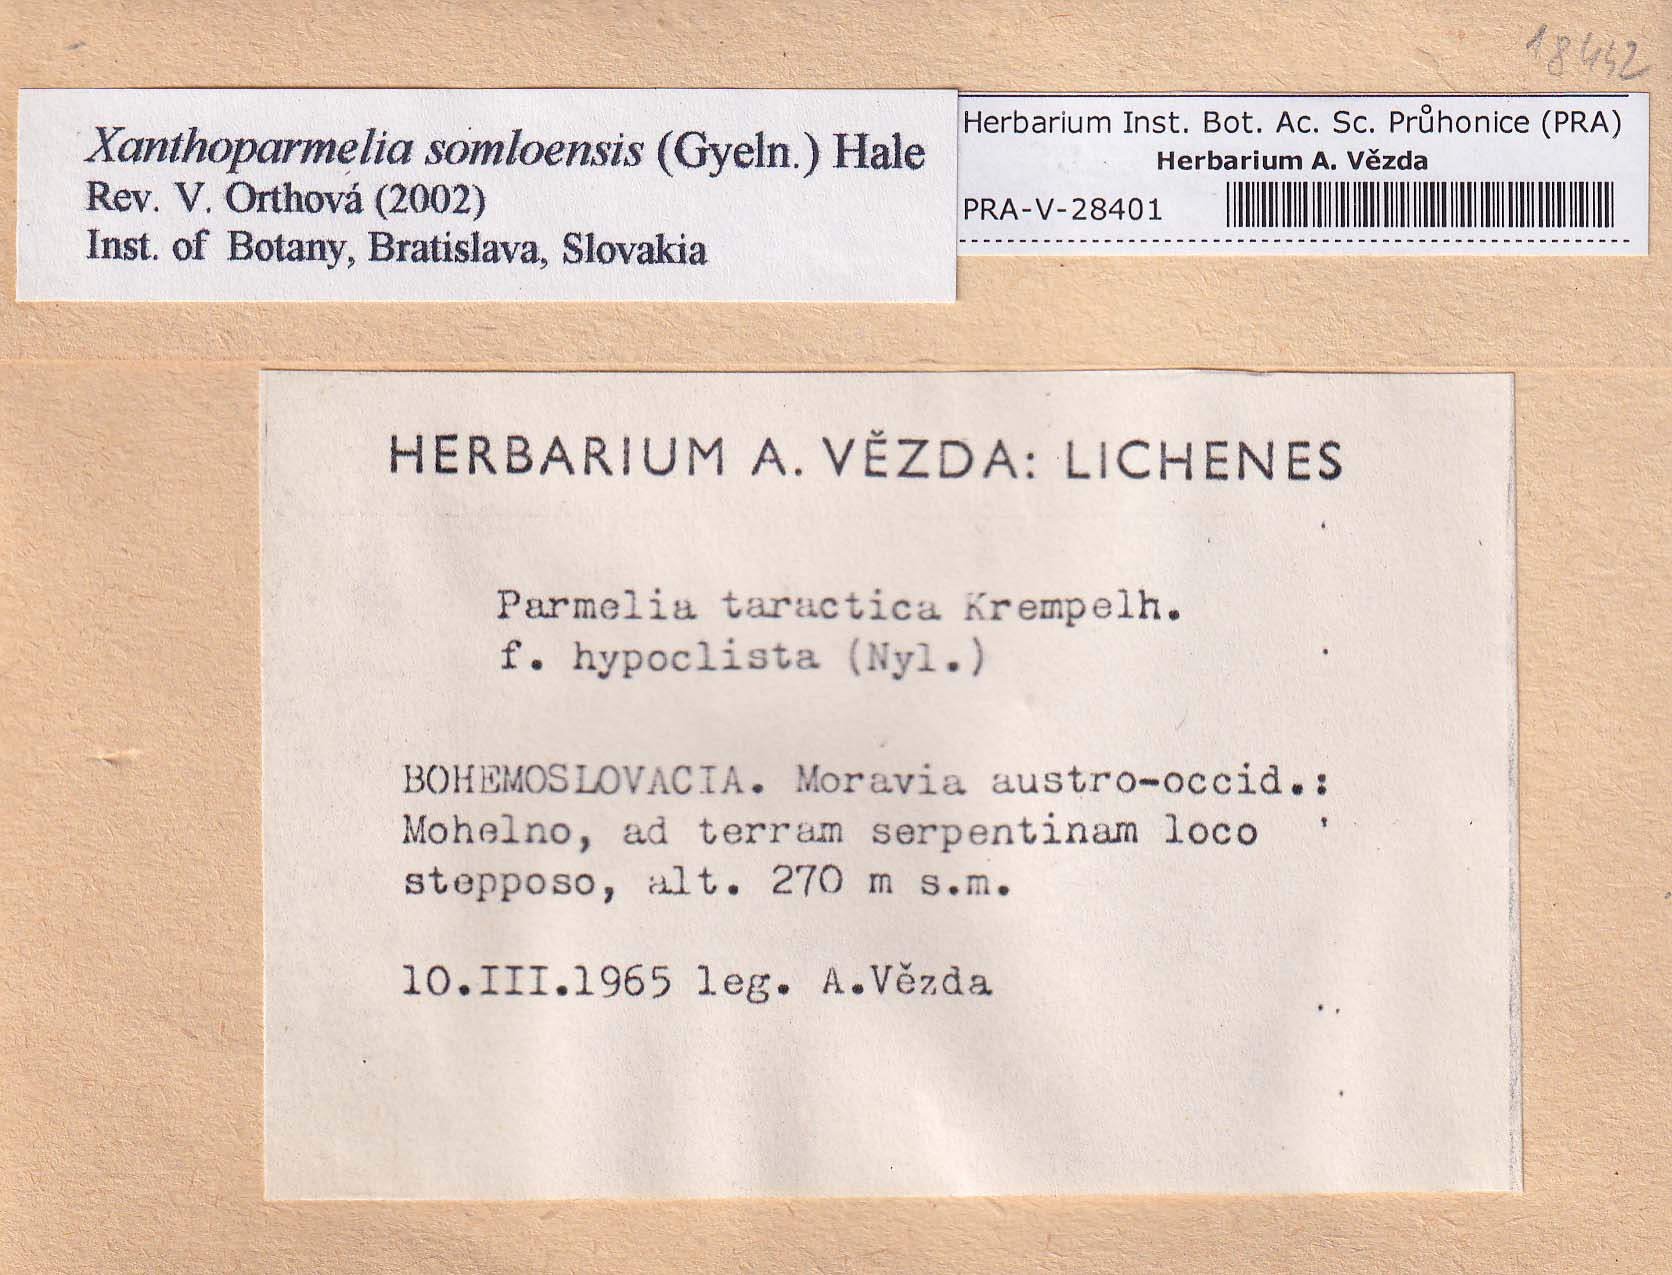 18442
Xanthoparmelia somloensis (Gyeln.) Hale
Rev. V. Orthová (2002)
Inst. of Botany, Bratislava, Slovakia
Herbarium Inst. Bot. Ac. Sc. Průhonice (PRA)
Herbarium A. Vězda
PRA-V-28401
HERBARIUM A. VĚZDA: LICHENES
Parmelia taractica Krempelh.
f. hypoclista (Nyl.)
BOHEMOSLOVACIA. Moravia austro-occid.:
Mohelno, ad terram serpentinam loco
stepposo, alt. 270 m s.m.
10.III.1965 leg. A.Vězda